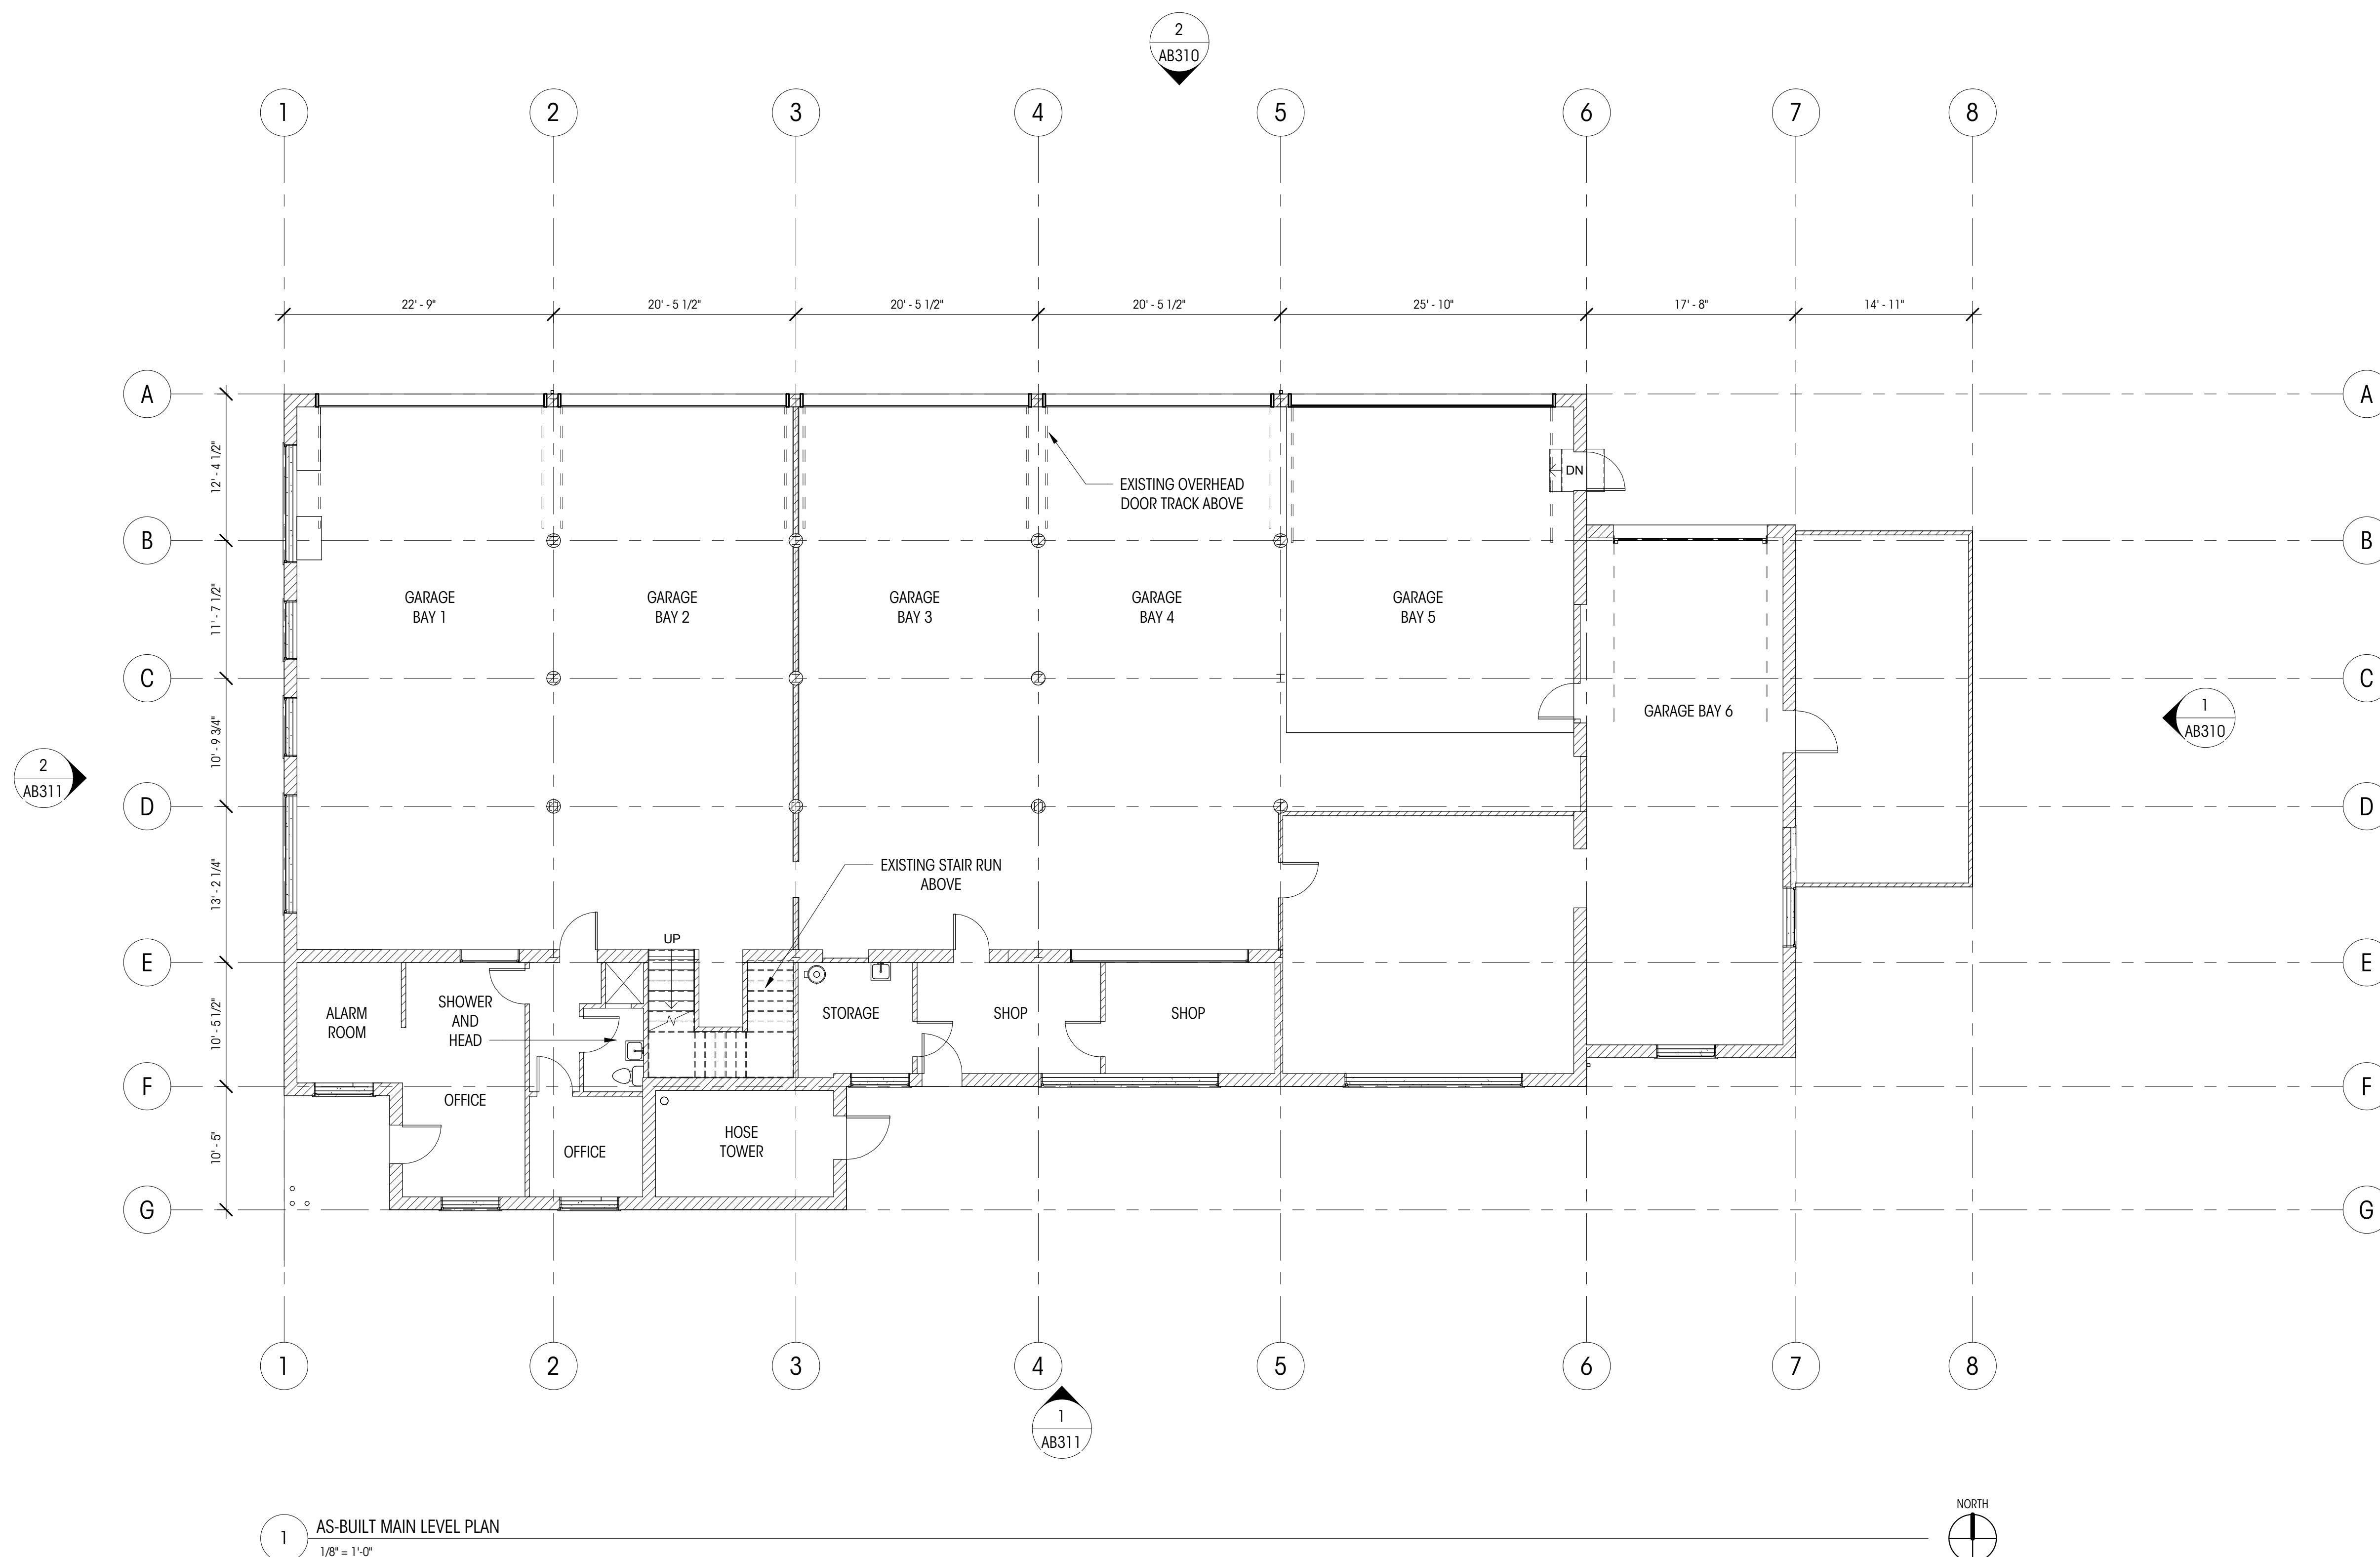 2
AB310
1 2 3 4 5 6 7 8
22' - 9" 20' - 5 1/2" 20' - 5 1/2" 20' - 5 1/2" 25' - 10" 17' - 8" 14' - 11"
A A
12' - 4 1/2"
DN
EXISTING OVERHEAD
DOOR TRACK ABOVE
B B
11' - 7 1/2"
GARAGE
BAY 1
GARAGE
BAY 2
GARAGE
BAY 3
GARAGE
BAY 4
GARAGE
BAY 5
C C
GARAGE BAY 6
1
AB310
10' - 9 3/4"
2
AB311
D D
13' - 2 1/4"
EXISTING STAIR RUN
ABOVE
UP
E E
10' - 5 1/2"
ALARM
ROOM
SHOWER
AND
HEAD
STORAGE
SHOP
SHOP
F F
OFFICE
10' - 5"
OFFICE
HOSE
TOWER
G G
1 2 3 4 5 6 7 8
1
AB311
NORTH
1
AS-BUILT MAIN LEVEL PLAN
1/8" = 1'-0"